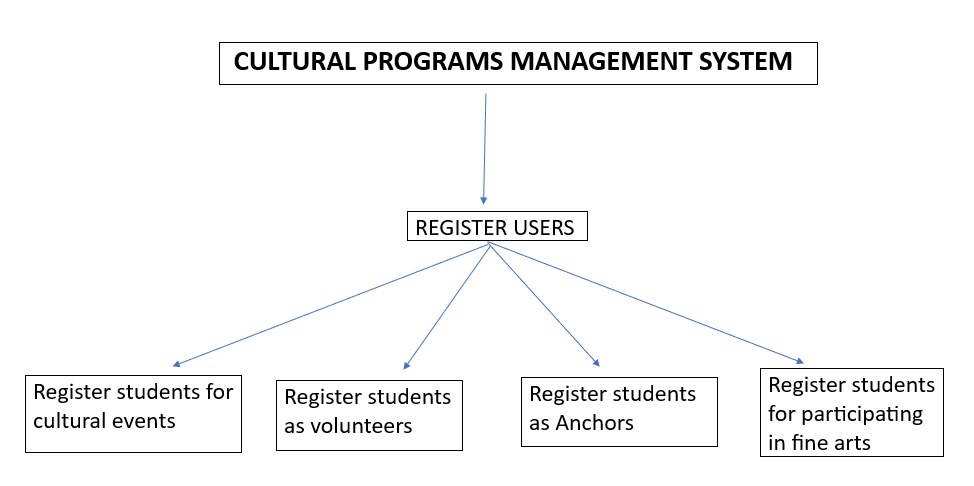 CULTURAL PROGRAMS MANAGEMENT SYSTEM
REGISTER USERS
Register students for
cultural events
Register students
as volunteers
Register students
as Anchors
Register students
for participating
in fine arts